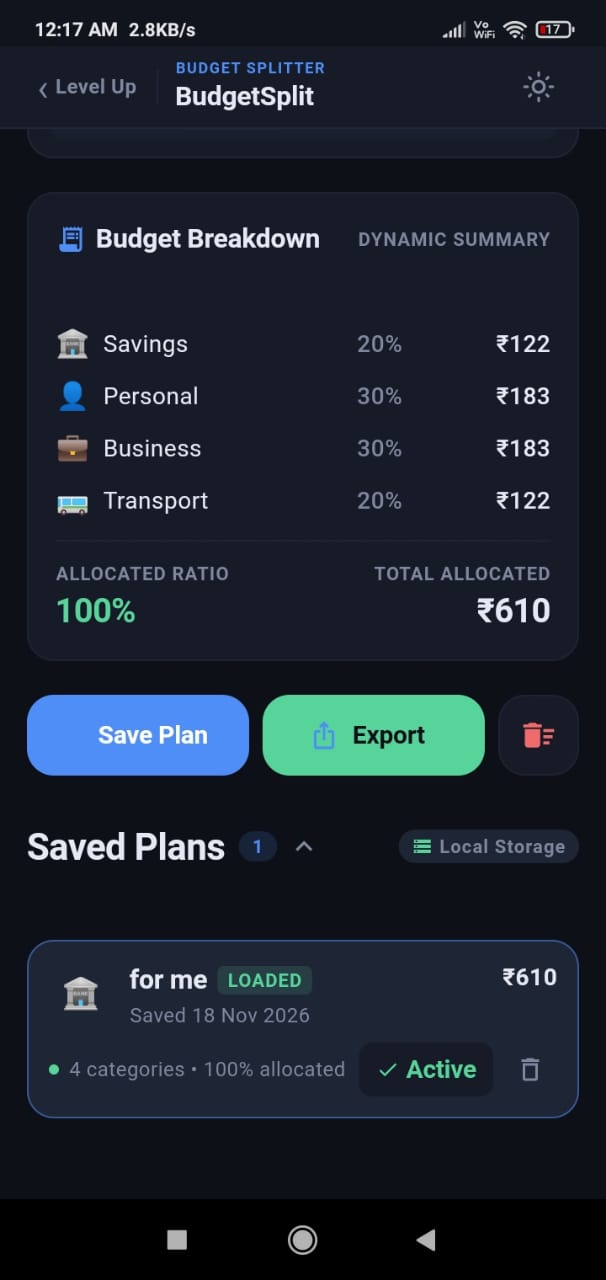 12:17 AM 2.8KB/s Vo WiFi 17
‹ Level Up
BUDGET SPLITTER
BudgetSplit
Budget Breakdown DYNAMIC SUMMARY
Savings 20% ₹122
Personal 30% ₹183
Business 30% ₹183
Transport 20% ₹122
ALLOCATED RATIO TOTAL ALLOCATED
100% ₹610
Save Plan Export
Saved Plans 1 Local Storage
for me LOADED ₹610
Saved 18 Nov 2026
4 categories • 100% allocated ✓ Active